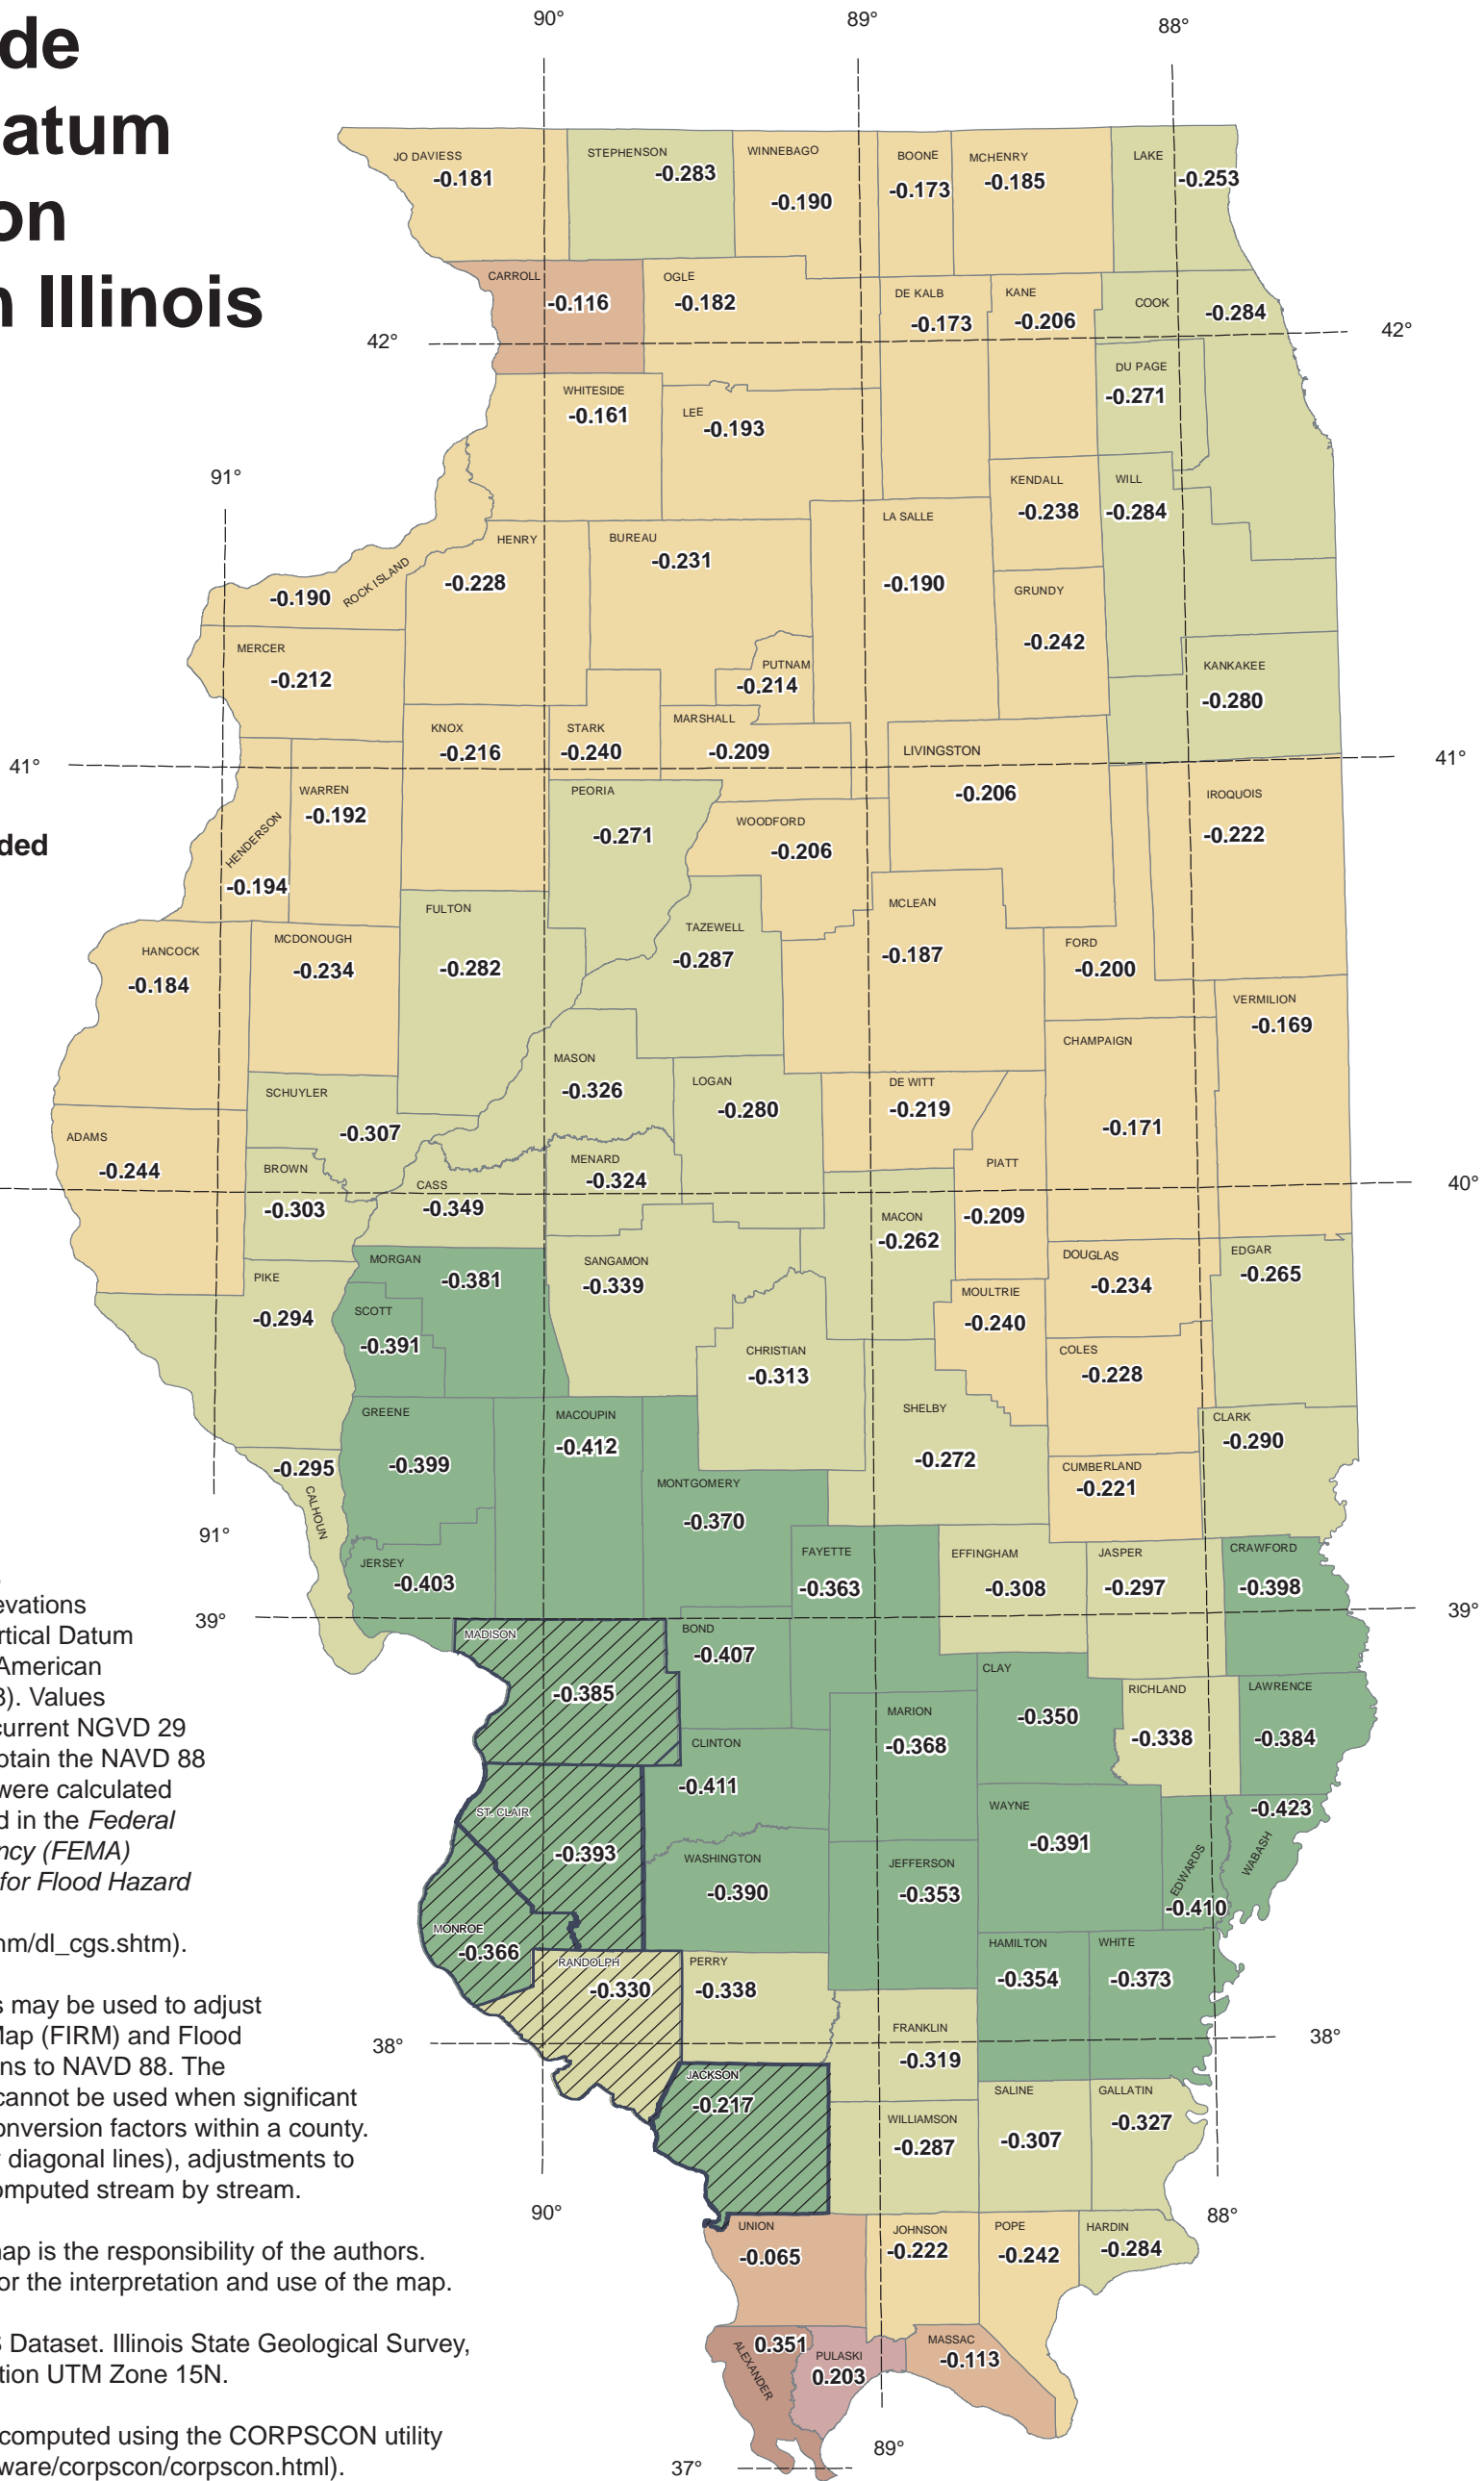 de
atum
on
n Illinois
90°
89°
88°
JO DAVIESS
-0.181
STEPHENSON
-0.283
WINNEBAGO
-0.190
BOONE
-0.173
MCHENRY
-0.185
LAKE
-0.253
CARROLL
-0.116
OGLE
-0.182
DE KALB
-0.173
KANE
-0.206
COOK
-0.284
42°
42°
DU PAGE
-0.271
WHITESIDE
-0.161
LEE
-0.193
91°
KENDALL
-0.238
WILL
-0.284
LA SALLE
-0.190
HENRY
-0.228
BUREAU
-0.231
ROCK ISLAND
-0.190
GRUNDY
-0.242
MERCER
-0.212
PUTNAM
-0.214
KANKAKEE
-0.280
KNOX
-0.216
STARK
-0.240
MARSHALL
-0.209
LIVINGSTON
-0.206
41°
41°
WARREN
-0.192
PEORIA
-0.271
IROQUOIS
-0.222
WOODFORD
-0.206
ded
HENDERSON
-0.194
FULTON
-0.282
MCLEAN
-0.187
TAZEWELL
-0.287
HANCOCK
-0.184
MCDONOUGH
-0.234
FORD
-0.200
VERMILION
-0.169
CHAMPAIGN
-0.171
MASON
-0.326
LOGAN
-0.280
DE WITT
-0.219
SCHUYLER
-0.307
ADAMS
-0.244
BROWN
-0.303
CASS
-0.349
MENARD
-0.324
PIATT
-0.209
40°
MACON
-0.262
MORGAN
-0.381
SANGAMON
-0.339
DOUGLAS
-0.234
EDGAR
-0.265
PIKE
-0.294
SCOTT
-0.391
MOULTRIE
-0.240
CHRISTIAN
-0.313
COLES
-0.228
GREENE
-0.399
MACOUPIN
-0.412
SHELBY
-0.272
CLARK
-0.290
CALHOUN
-0.295
CUMBERLAND
-0.221
MONTGOMERY
-0.370
91°
JERSEY
-0.403
FAYETTE
-0.363
EFFINGHAM
-0.308
JASPER
-0.297
CRAWFORD
-0.398
39°
39°
MADISON
-0.385
BOND
-0.407
CLAY
-0.350
RICHLAND
-0.338
LAWRENCE
-0.384
MARION
-0.368
CLINTON
-0.411
ST. CLAIR
-0.393
WAYNE
-0.391
EDWARDS
-0.410
WABASH
-0.423
WASHINGTON
-0.390
JEFFERSON
-0.353
MONROE
-0.366
RANDOLPH
-0.330
PERRY
-0.338
HAMILTON
-0.354
WHITE
-0.373
38°
38°
FRANKLIN
-0.319
JACKSON
-0.217
WILLIAMSON
-0.287
SALINE
-0.307
GALLATIN
-0.327
90°
88°
UNION
-0.065
JOHNSON
-0.222
POPE
-0.242
HARDIN
-0.284
ALEXANDER
0.351
PULASKI
0.203
MASSAC
-0.113
89°
37°
evations
rtical Datum
American
8). Values
current NGVD 29
btain the NAVD 88
were calculated
d in the Federal
ncy (FEMA)
for Flood Hazard
hm/dl_cgs.shtm).
s may be used to adjust
Map (FIRM) and Flood
ns to NAVD 88. The
cannot be used when significant
onversion factors within a county.
y diagonal lines), adjustments to
omputed stream by stream.
nap is the responsibility of the authors.
or the interpretation and use of the map.
S Dataset. Illinois State Geological Survey,
tion UTM Zone 15N.
computed using the CORPSCON utility
ware/corpscon/corpscon.html).